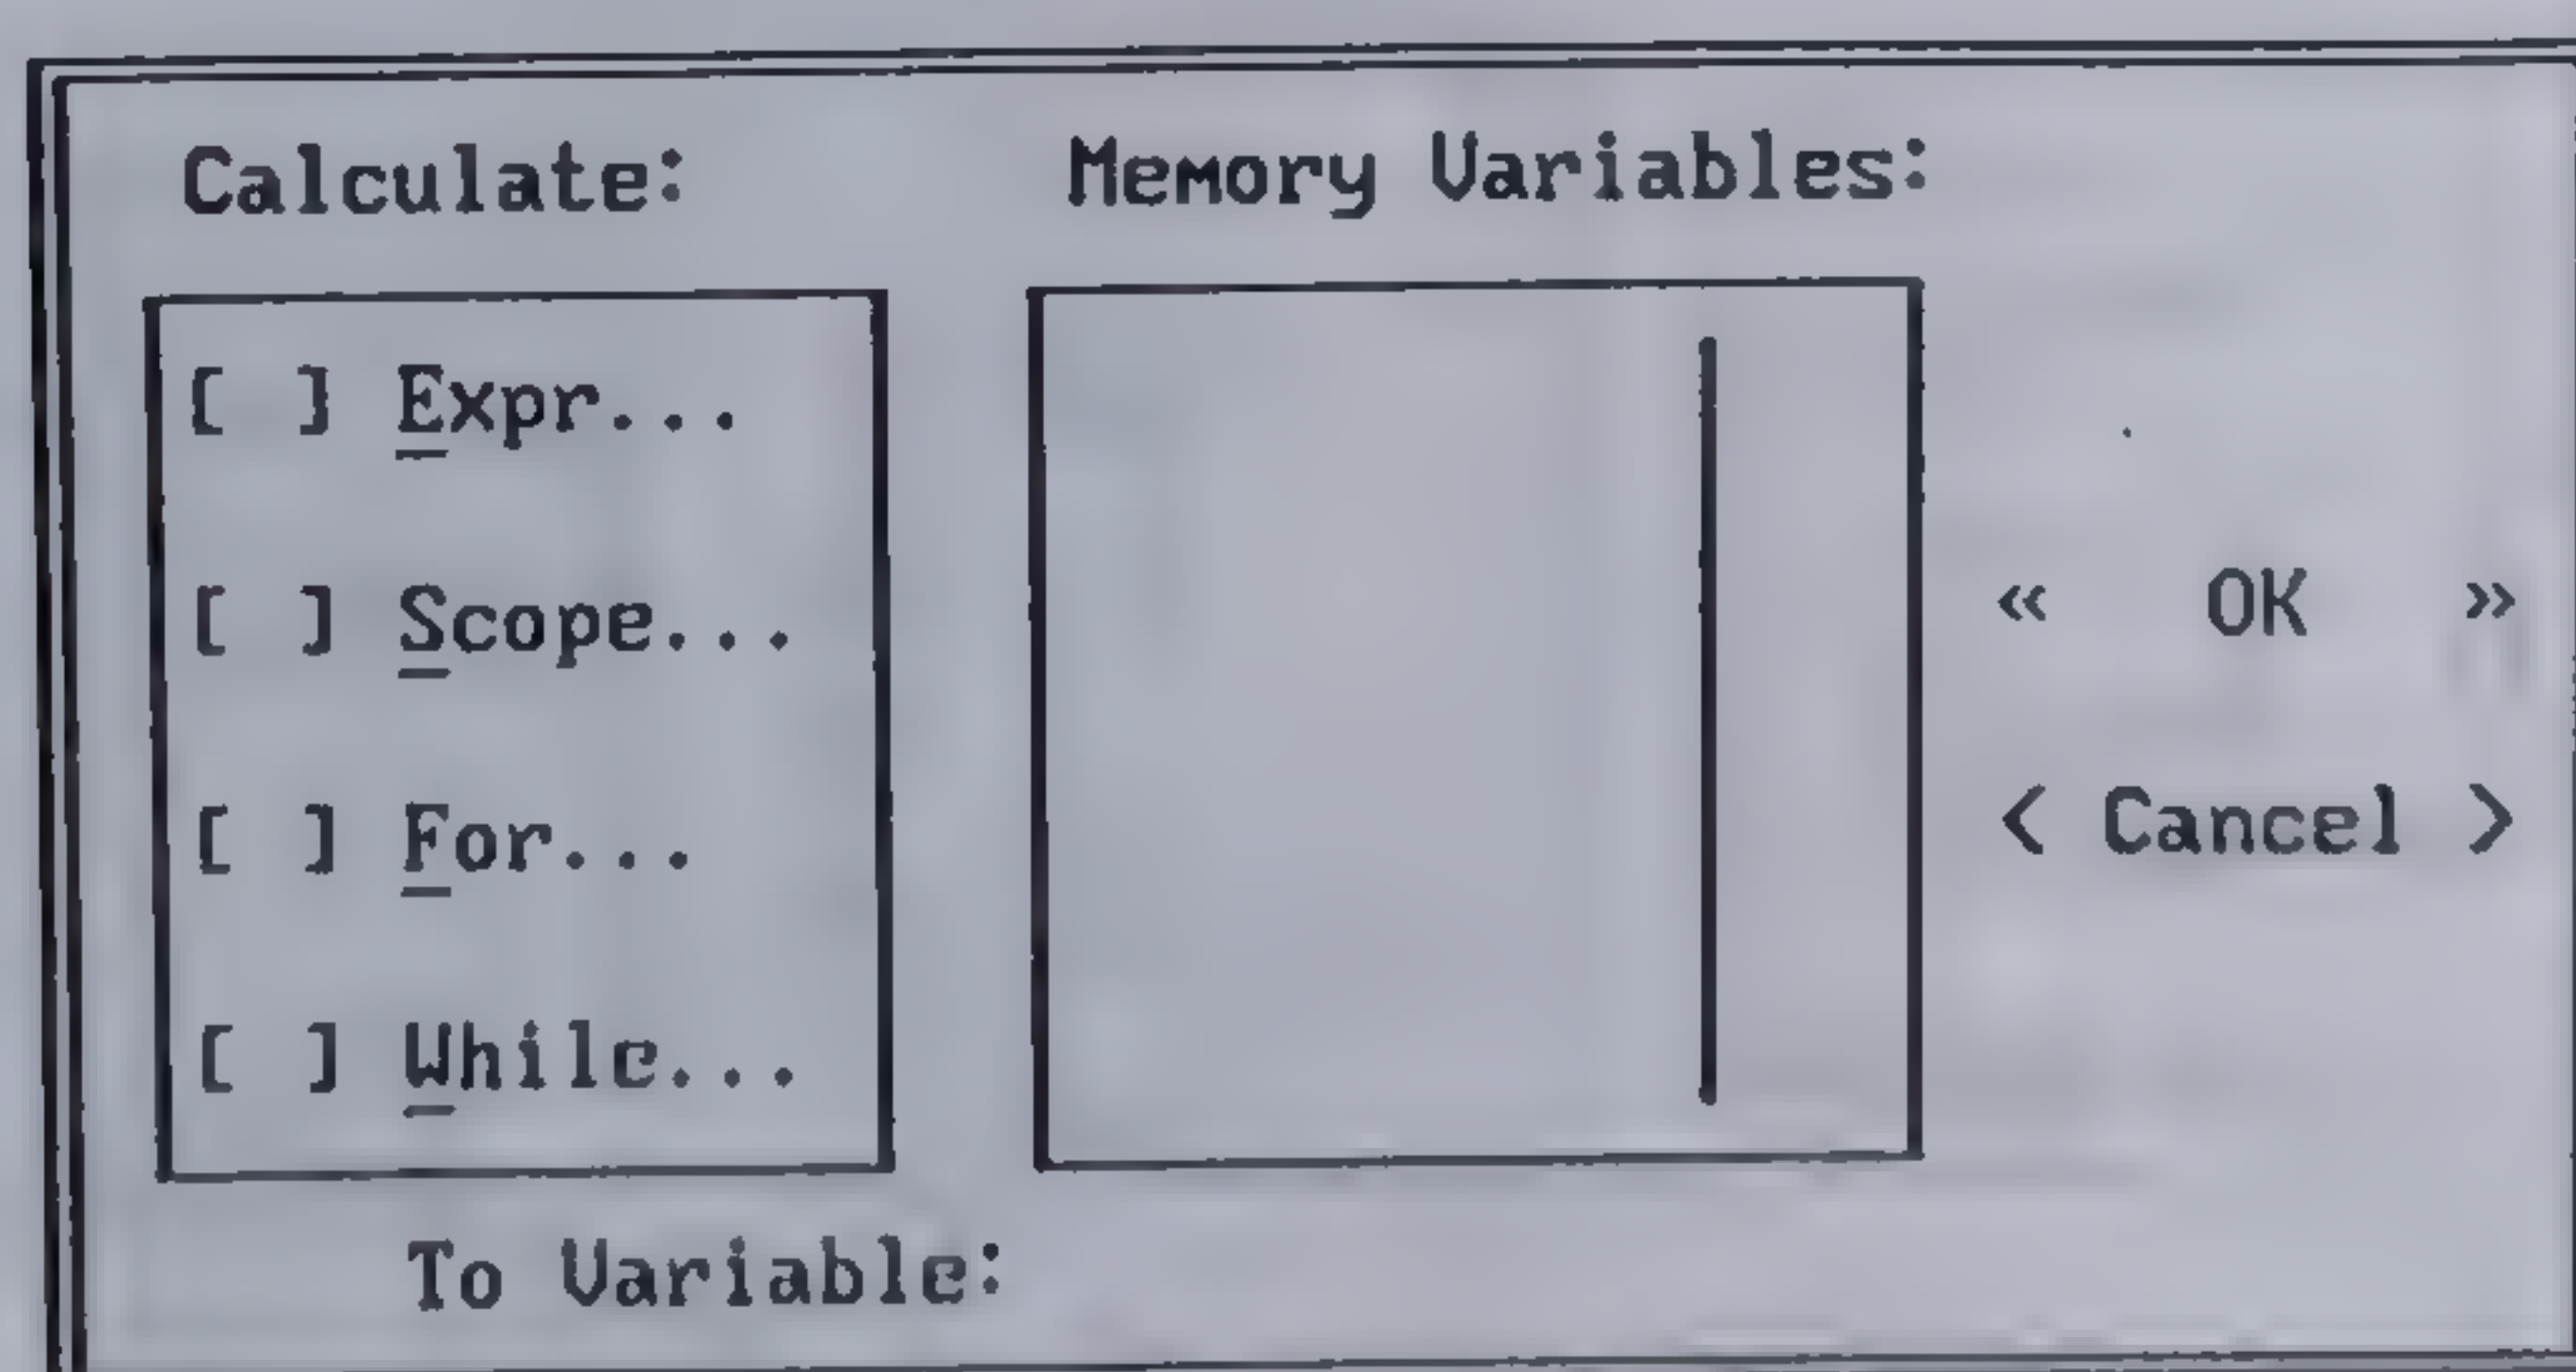 Calculate:
Memory Variables:
[ ] Expr...
[ ] Scope...
[ ] For...
[ ] While...
« OK »
< Cancel >
To Variable: